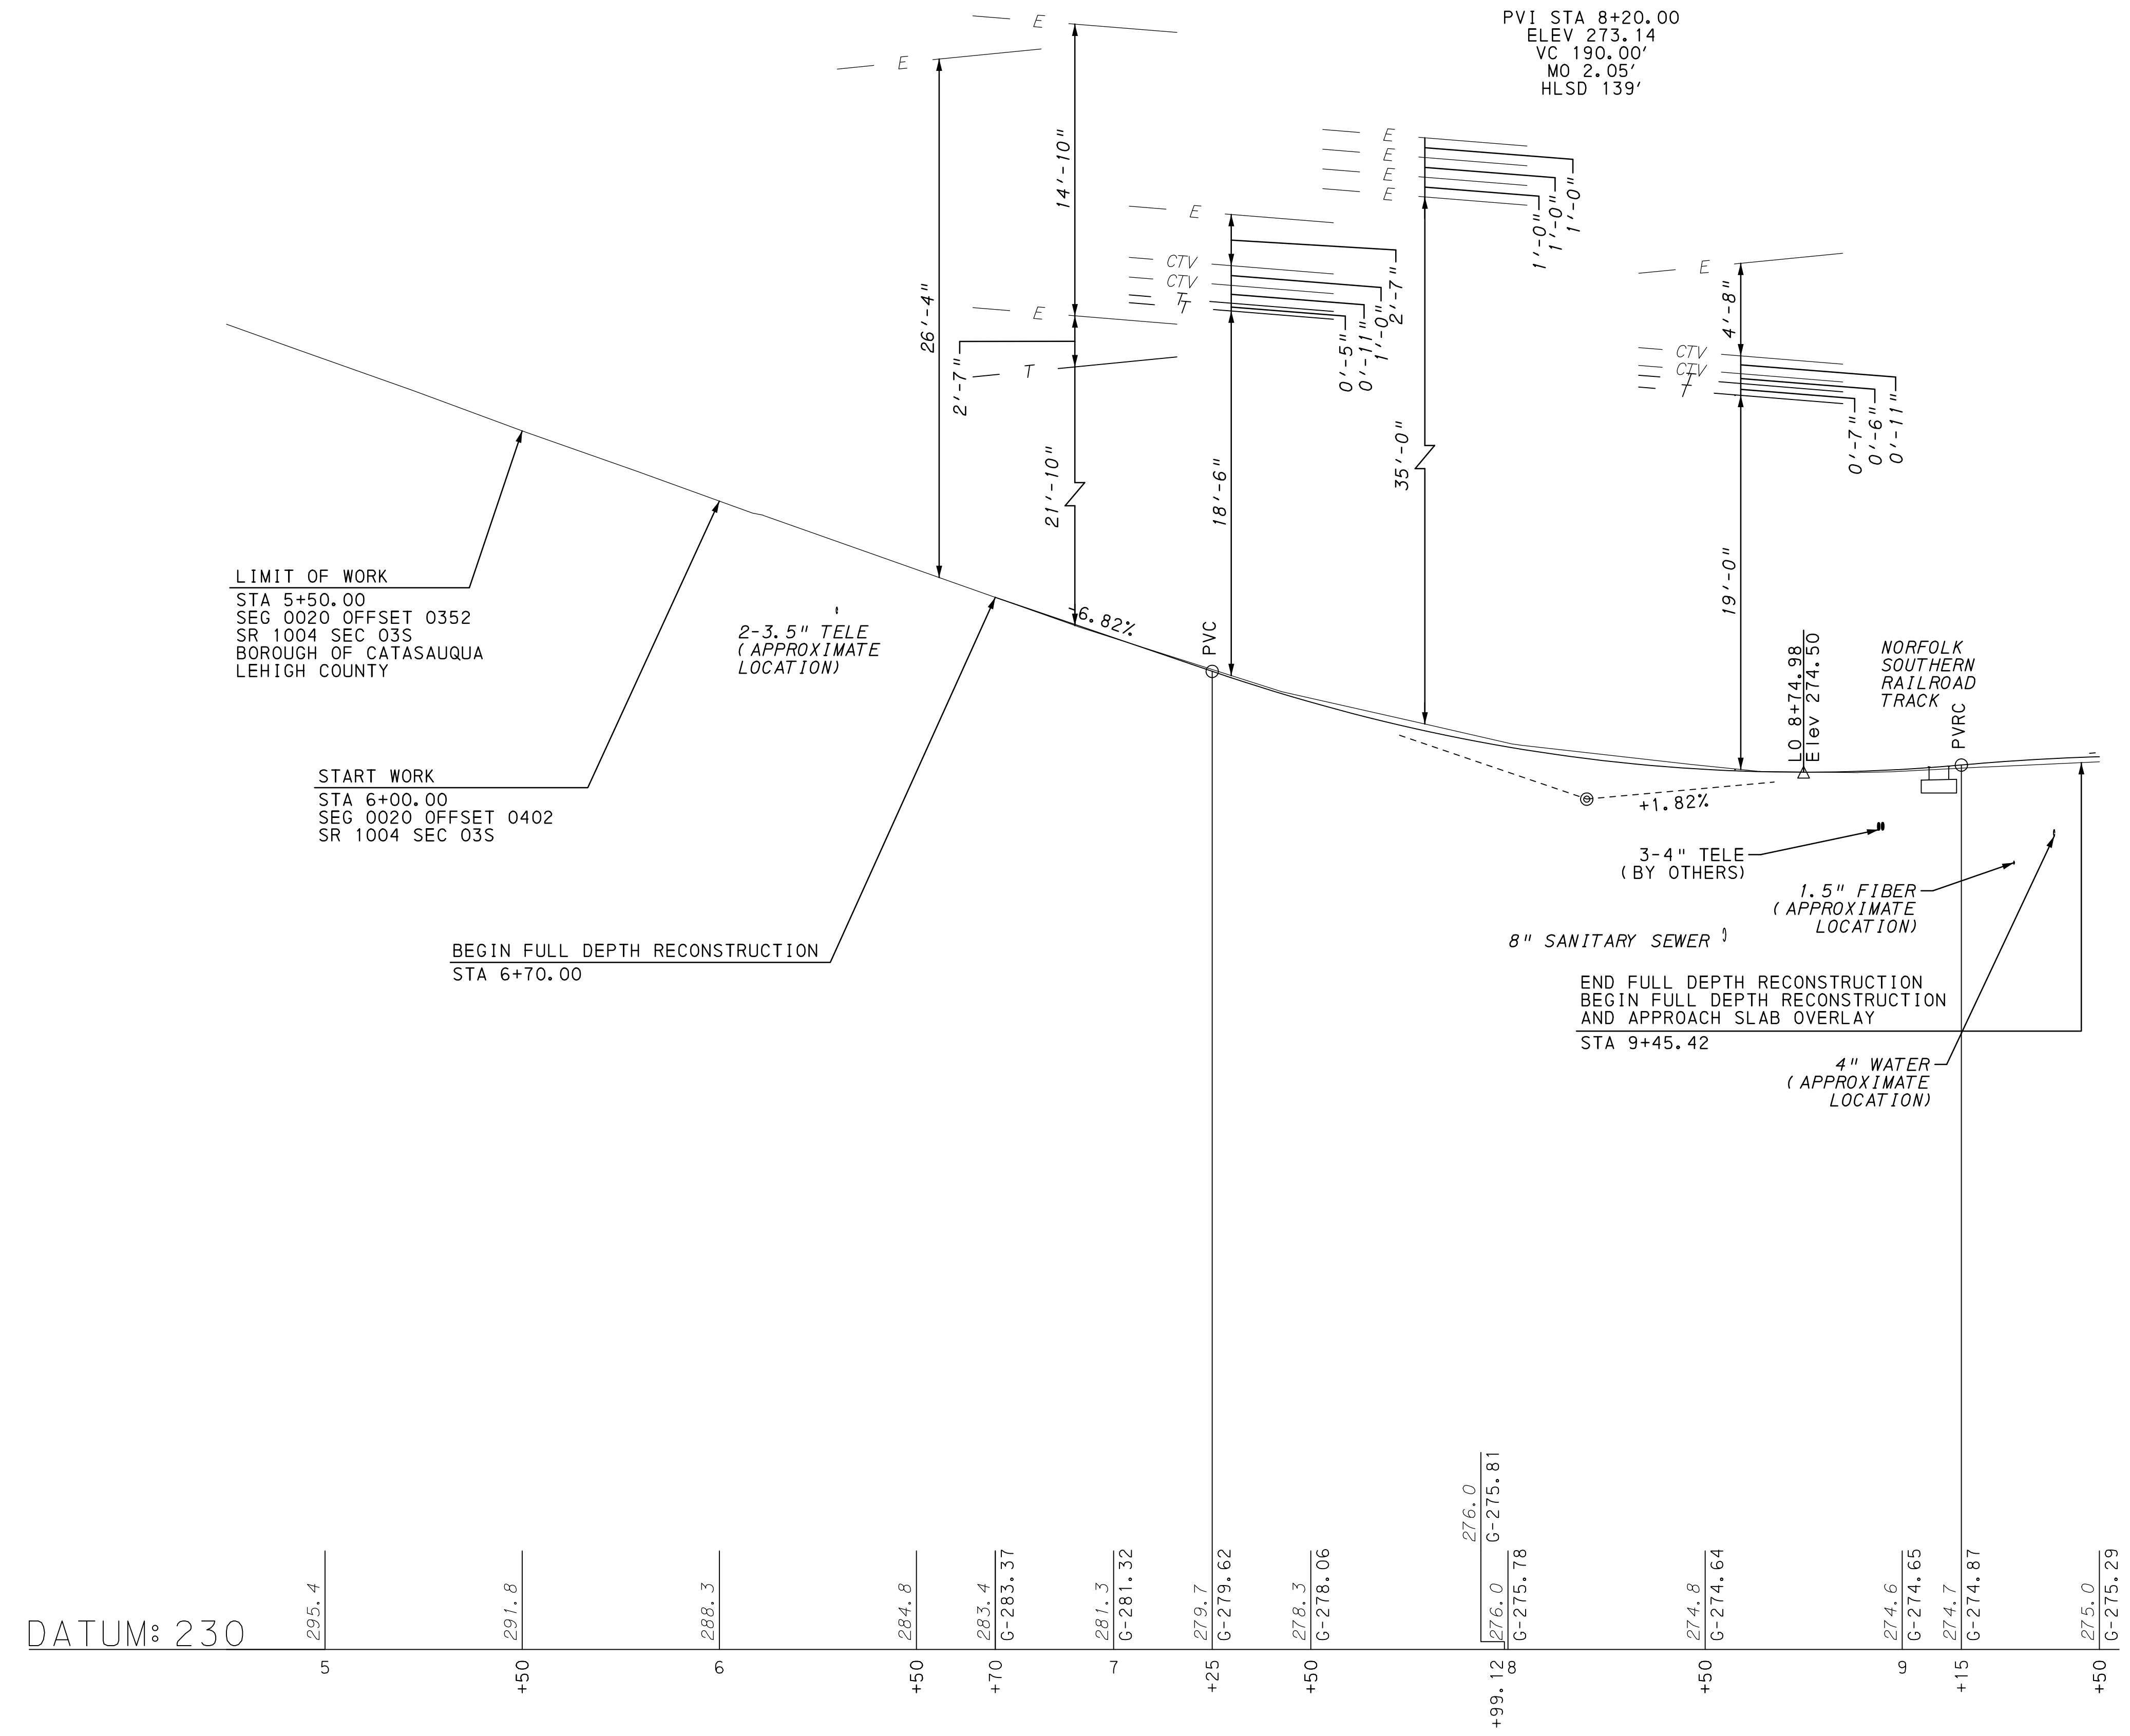 PVI STA 8+20.00
ELEV 273.14
VC 190.00'
MO 2.05'
HLSD 139'
E
E
14'-10"
26'-4"
E
2'-7"
T
21'-10"
E
CTV
CTV
T
T
2'-7"
1'-0"
0'-11"
0'-5"
18'-6"
E
E
E
E
1'-0"
1'-0"
1'-0"
35'-0"
E
4'-8"
CTV
CTV
T
T
0'-7"
0'-6"
0'-11"
19'-0"
LIMIT OF WORK
STA 5+50.00
SEG 0020 OFFSET 0352
SR 1004 SEC 03S
BOROUGH OF CATASAUQUA
LEHIGH COUNTY
2-3.5" TELE
(APPROXIMATE
LOCATION)
-6.82%
PVC
LO 8+74.98
Elev 274.50
NORFOLK
SOUTHERN
RAILROAD
TRACK
PVRC
START WORK
STA 6+00.00
SEG 0020 OFFSET 0402
SR 1004 SEC 03S
+1.82%
3-4" TELE
(BY OTHERS)
1.5" FIBER
(APPROXIMATE
LOCATION)
8" SANITARY SEWER
BEGIN FULL DEPTH RECONSTRUCTION
STA 6+70.00
END FULL DEPTH RECONSTRUCTION
BEGIN FULL DEPTH RECONSTRUCTION
AND APPROACH SLAB OVERLAY
STA 9+45.42
4" WATER
(APPROXIMATE
LOCATION)
DATUM: 230
295.4
291.8
288.3
284.8
283.4
G-283.37
281.3
G-281.32
279.7
G-279.62
278.3
G-278.06
276.0
G-275.81
276.0
G-275.78
274.8
G-274.64
274.6
G-274.65
274.7
G-274.87
275.0
G-275.29
5
+50
6
+50
+70
7
+25
+50
+99.12
8
+50
9
+15
+50